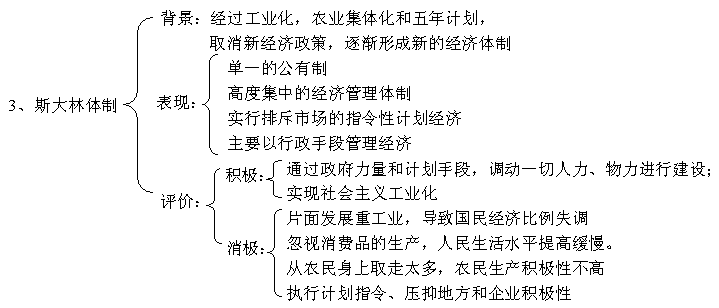 背景：经过工业化，农业集体化和五年计划，
取消新经济政策，逐渐形成新的经济体制
单一的公有制
高度集中的经济管理体制
3、斯大林体制
表现：
实行排斥市场的指令性计划经济
主要以行政手段管理经济
通过政府力量和计划手段，调动一切人力、物力进行建设；
积极：
实现社会主义工业化
评价：
片面发展重工业，导致国民经济比例失调
忽视消费品的生产，人民生活水平提高缓慢。
消极：
从农民身上取走太多，农民生产积极性不高
执行计划指令、压抑地方和企业积极性